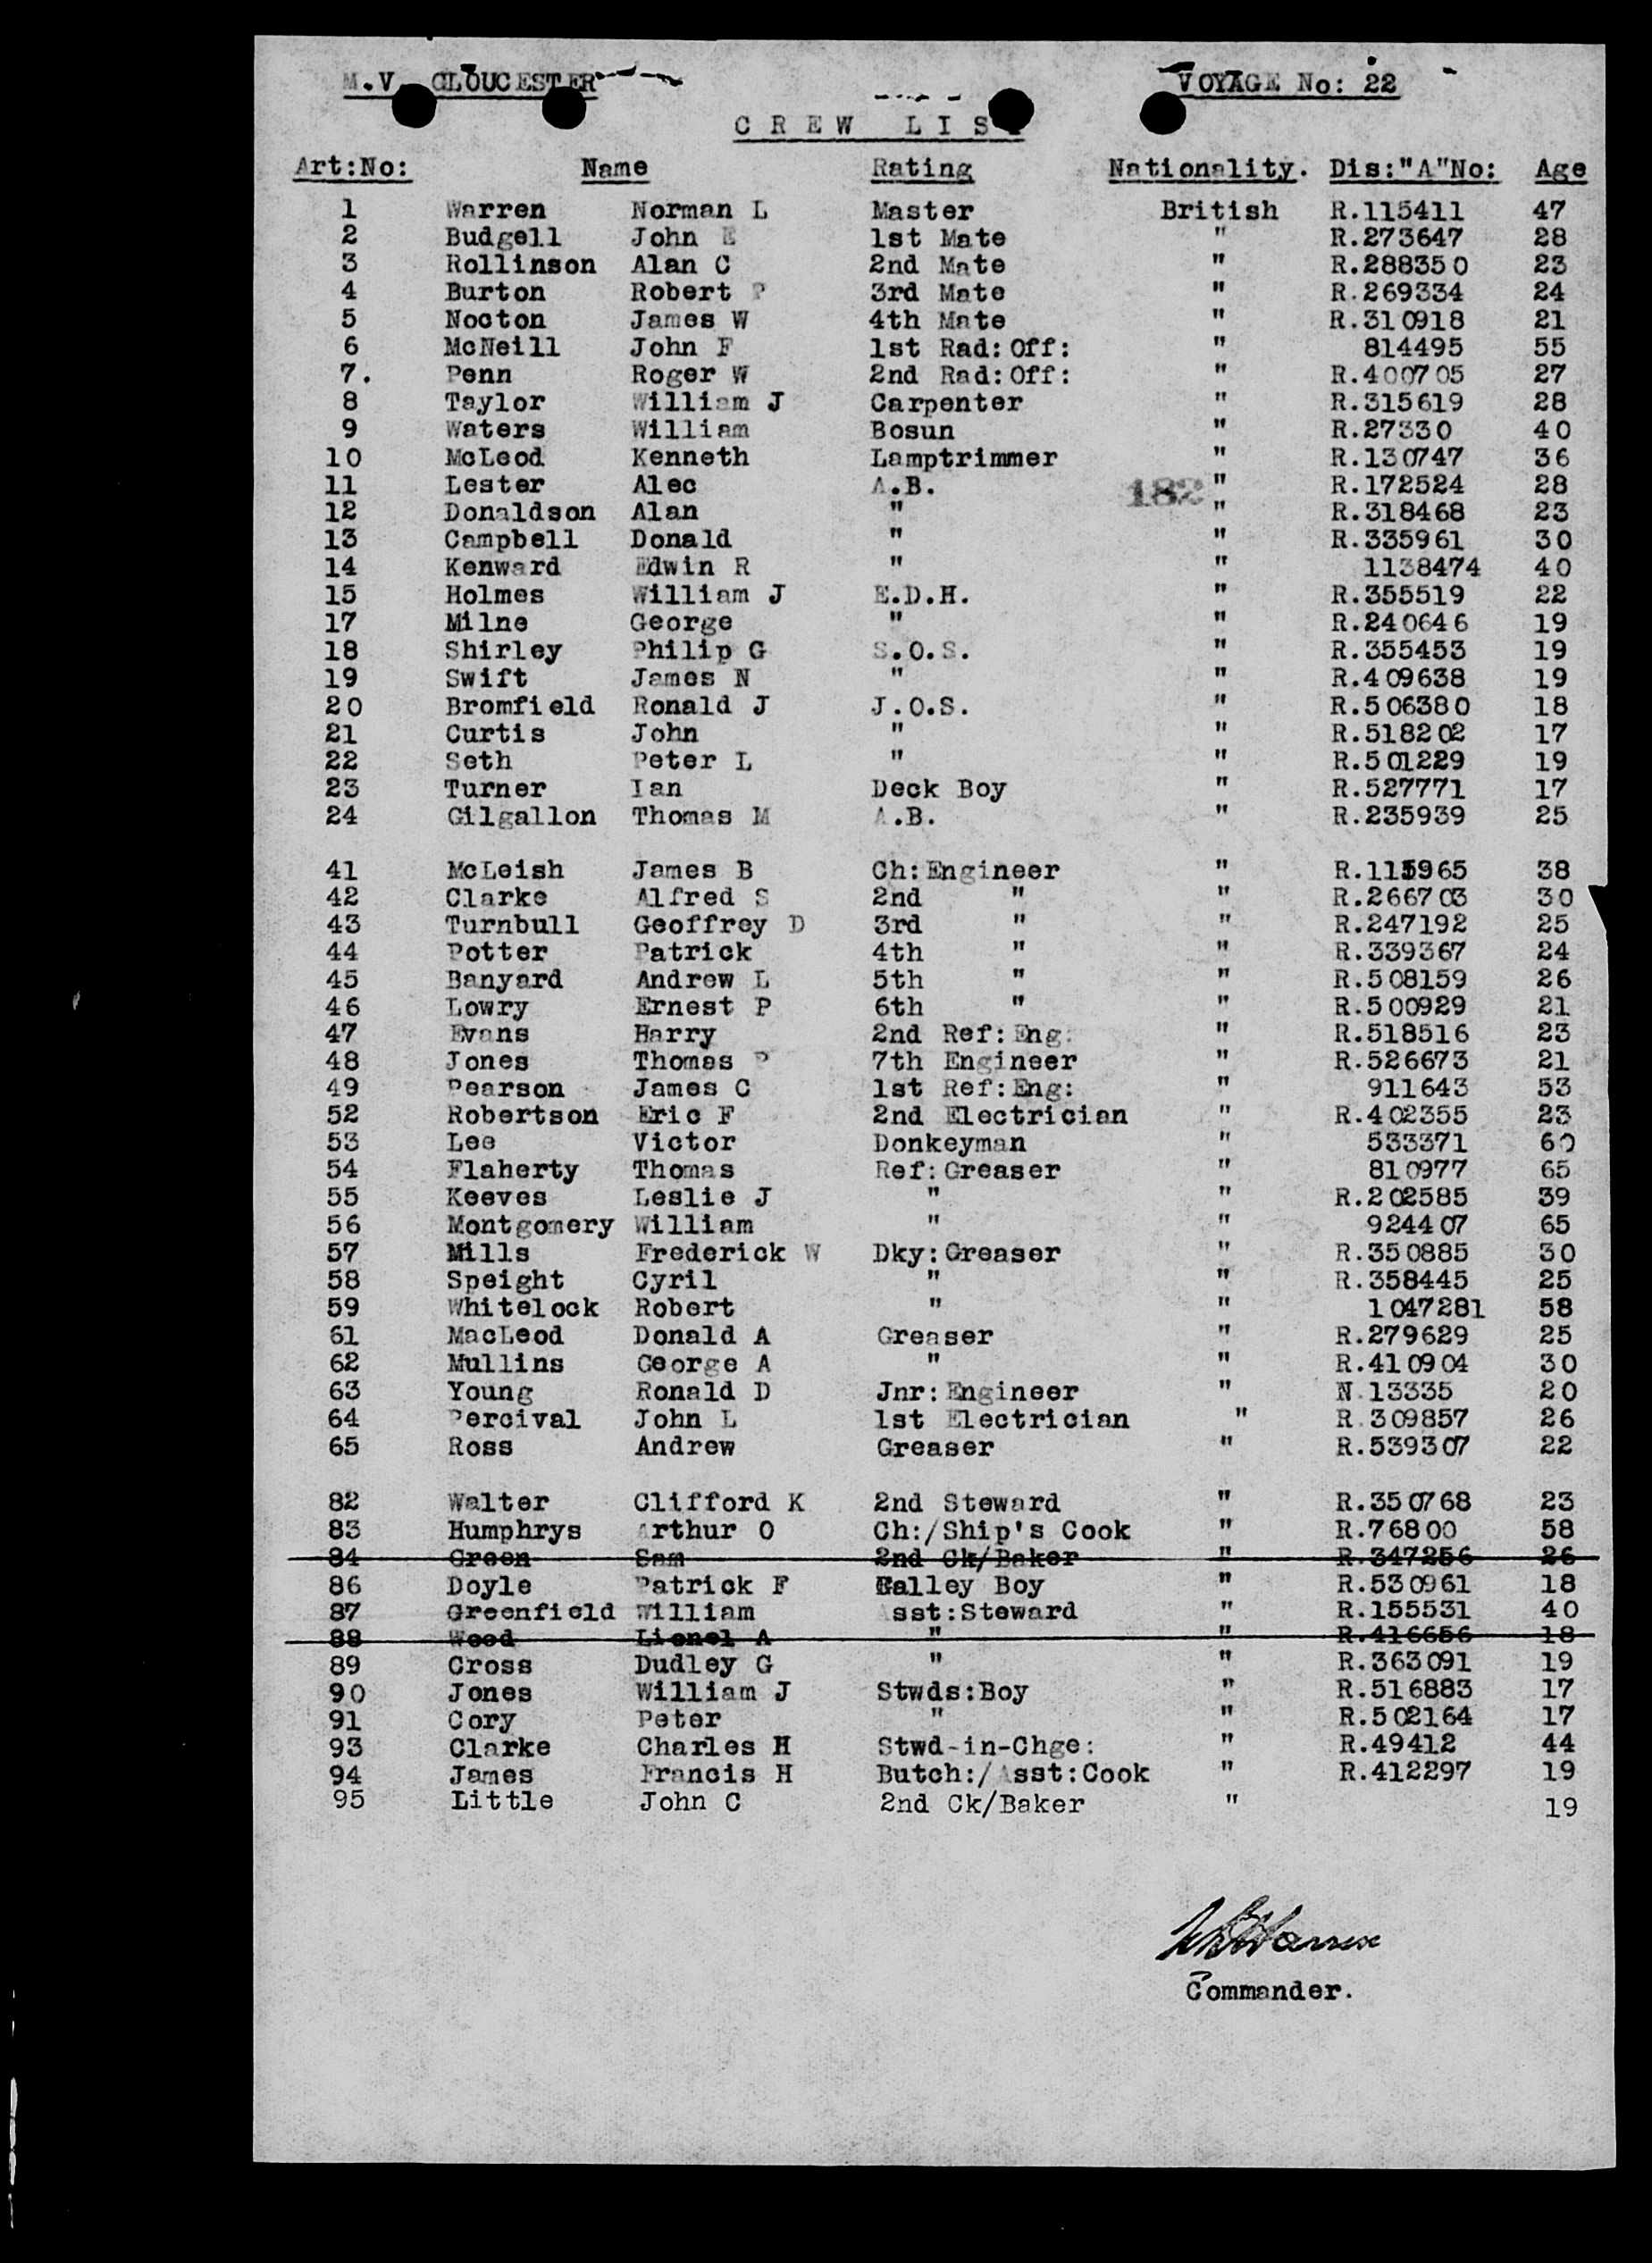 M.V. GLOUCESTER VOYAGE No: 22
CREW LIST
Art:No: Name Rating Nationality. Dis:"A"No: Age
1 Warren Norman L Master British R.115411 47
2 Budgell John E 1st Mate " R.273647 28
3 Rollinson Alan C 2nd Mate " R.288350 23
4 Burton Robert P 3rd Mate " R.269334 24
5 Nocton James W 4th Mate " R.310918 21
6 McNeill John F 1st Rad:Off: " 814495 55
7. Penn Roger W 2nd Rad:Off: " R.400705 27
8 Taylor William J Carpenter " R.315619 28
9 Waters William Bosun " R.27330 40
10 McLeod Kenneth Lamptrimmer " R.130747 36
11 Lester Alec A.B. 182 " R.172524 28
12 Donaldson Alan " " R.318468 23
13 Campbell Donald " " R.335961 30
14 Kenward Edwin R " " 1138474 40
15 Holmes William J E.D.H. " R.355519 22
17 Milne George " " R.240646 19
18 Shirley Philip G S.O.S. " R.355453 19
19 Swift James N " " R.409638 19
20 Bromfield Ronald J J.O.S. " R.506380 18
21 Curtis John " " R.518202 17
22 Seth Peter L " " R.501229 19
23 Turner Ian Deck Boy " R.527771 17
24 Gilgallon Thomas M A.B. " R.235939 25
41 McLeish James B Ch:Engineer " 38
42 Clarke Alfred S 2nd " " R.266703 30
43 Turnbull Geoffrey D 3rd " " R.247192 25
44 Potter Patrick 4th " " R.339367 24
45 Banyard Andrew L 5th " " R.508159 26
46 Lowry Ernest P 6th " " R.500929 21
47 Evans Harry 2nd Ref:Eng: " R.518516 23
48 Jones Thomas P 7th Engineer " R.526673 21
49 Pearson James C 1st Ref:Eng: " 911643 53
52 Robertson Eric F 2nd Electrician " R.402355 23
53 Lee Victor Donkeyman " 533371 60
54 Flaherty Thomas Ref:Greaser " 810977 65
55 Keeves Leslie J " " R.202585 39
56 Montgomery William " " 924407 65
57 Mills Frederick W Dky:Greaser " R.350885 30
58 Speight Cyril " " R.358445 25
59 Whitelock Robert " " 1047281 58
61 MacLeod Donald A Greaser " R.279629 25
62 Mullins George A " " R.410904 30
63 Young Ronald D Jnr:Engineer " N.13335 20
64 Percival John L 1st Electrician " R.309857 26
65 Ross Andrew Greaser " R.539307 22
82 Walter Clifford K 2nd Steward " R.350768 23
83 Humphrys Arthur O Ch:/Ship's Cook " R.76800 58
84 Green Sam 2nd Ck/Baker " R.347256 26
86 Doyle Patrick F Galley Boy " R.530961 18
87 Greenfield William Asst:Steward " R.155531 40
88 Wood Lionel A " " R.416656 18
89 Cross Dudley G " " R.363091 19
90 Jones William J Stwds:Boy " R.516883 17
91 Cory Peter " " R.502164 17
93 Clarke Charles H Stwd-in-Chge: " R.49412 44
94 James Francis H Butch:/Asst:Cook " R.412297 19
95 Little John C 2nd Ck/Baker " 19
Commander.